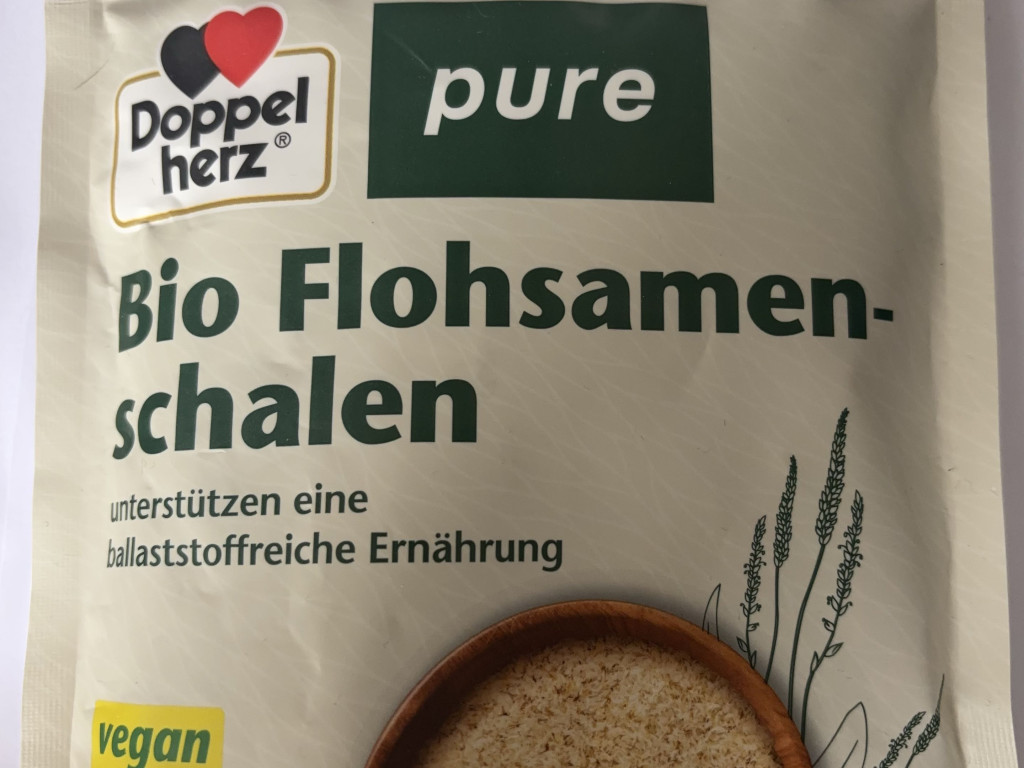 Doppel
herz®
pure
Bio Flohsamen-
schalen
unterstützen eine
ballaststoffreiche Ernährung
vegan